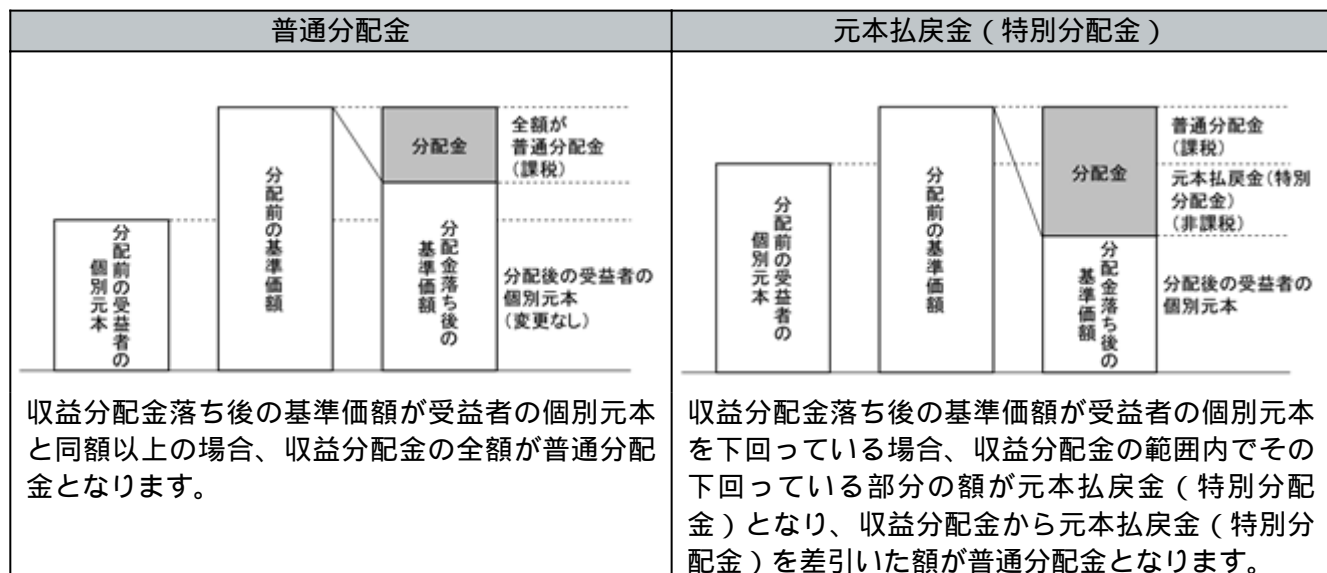 普通分配金
分配前の受益者の
個別元本
分配前の基準価額
分配金
分配金落ち後の
基準価額
全額が
普通分配金
(課税)
分配後の受益者の
個別元本
(変更なし)
収益分配金落ち後の基準価額が受益者の個別元本
と同額以上の場合、収益分配金の全額が普通分配
金となります。
元本払戻金(特別分配金)
分配前の受益者の
個別元本
分配前の基準価額
分配金
分配金落ち後の
基準価額
普通分配金
(課税)
元本払戻金(特別
分配金)
(非課税)
分配後の受益者の
個別元本
収益分配金落ち後の基準価額が受益者の個別元本
を下回っている場合、収益分配金の範囲内でその
下回っている部分の額が元本払戻金(特別分配
金)となり、収益分配金から元本払戻金(特別分
配金)を差引いた額が普通分配金となります。